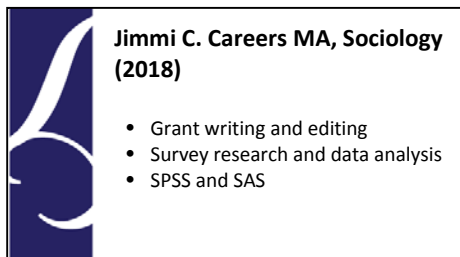 Jimmi C. Careers MA, Sociology
(2018)
• Grant writing and editing
• Survey research and data analysis
• SPSS and SAS